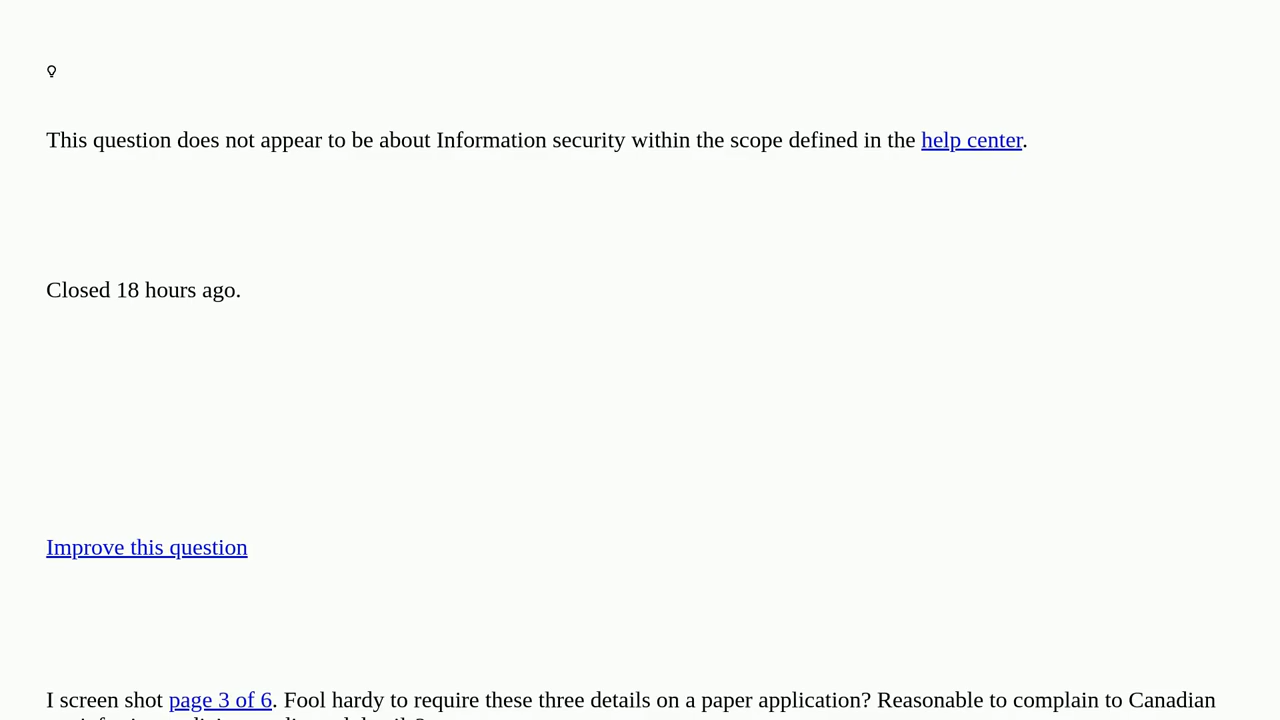 This question does not appear to be about Information security within the scope defined in the help center.
Closed 18 hours ago.
Improve this question
I screen shot page 3 of 6. Fool hardy to require these three details on a paper application? Reasonable to complain to Canadian